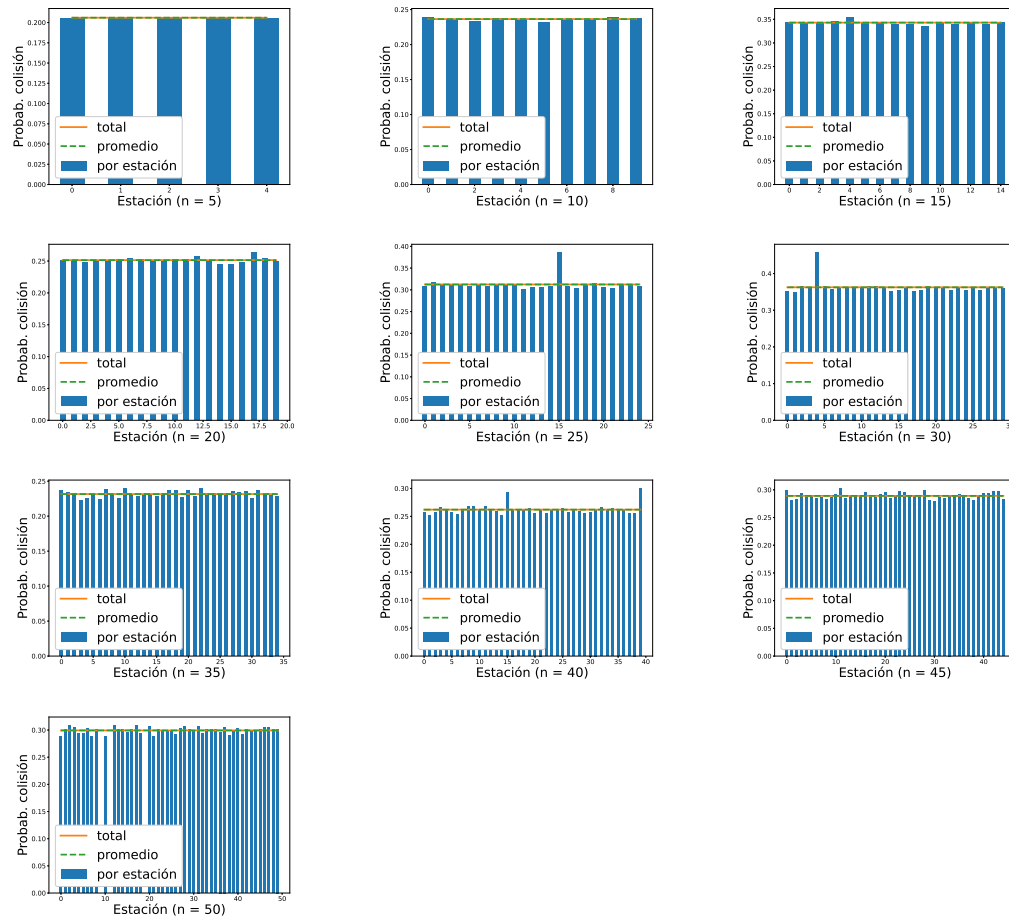 Probab. colisión
0.200
0.175
0.150
0.125
0.100
0.075
0.050
0.025
0.000
total
promedio
por estación
0 1 2 3 4
Estación (n = 5)
Probab. colisión
0.25
0.20
0.15
0.10
0.05
0.00
total
promedio
por estación
0 2 4 6 8
Estación (n = 10)
Probab. colisión
0.35
0.30
0.25
0.20
0.15
0.10
0.05
0.00
total
promedio
por estación
0 2 4 6 8 10 12 14
Estación (n = 15)
Probab. colisión
0.25
0.20
0.15
0.10
0.05
0.00
total
promedio
por estación
0.0 2.5 5.0 7.5 10.0 12.5 15.0 17.5 20.0
Estación (n = 20)
Probab. colisión
0.40
0.35
0.30
0.25
0.20
0.15
0.10
0.05
0.00
total
promedio
por estación
0 5 10 15 20 25
Estación (n = 25)
Probab. colisión
0.4
0.3
0.2
0.1
0.0
total
promedio
por estación
0 5 10 15 20 25
Estación (n = 30)
Probab. colisión
0.25
0.20
0.15
0.10
0.05
0.00
total
promedio
por estación
0 5 10 15 20 25 30 35
Estación (n = 35)
Probab. colisión
0.30
0.25
0.20
0.15
0.10
0.05
0.00
total
promedio
por estación
0 5 10 15 20 25 30 35 40
Estación (n = 40)
Probab. colisión
0.30
0.25
0.20
0.15
0.10
0.05
0.00
total
promedio
por estación
0 10 20 30 40
Estación (n = 45)
Probab. colisión
0.30
0.25
0.20
0.15
0.10
0.05
0.00
total
promedio
por estación
0 10 20 30 40 50
Estación (n = 50)